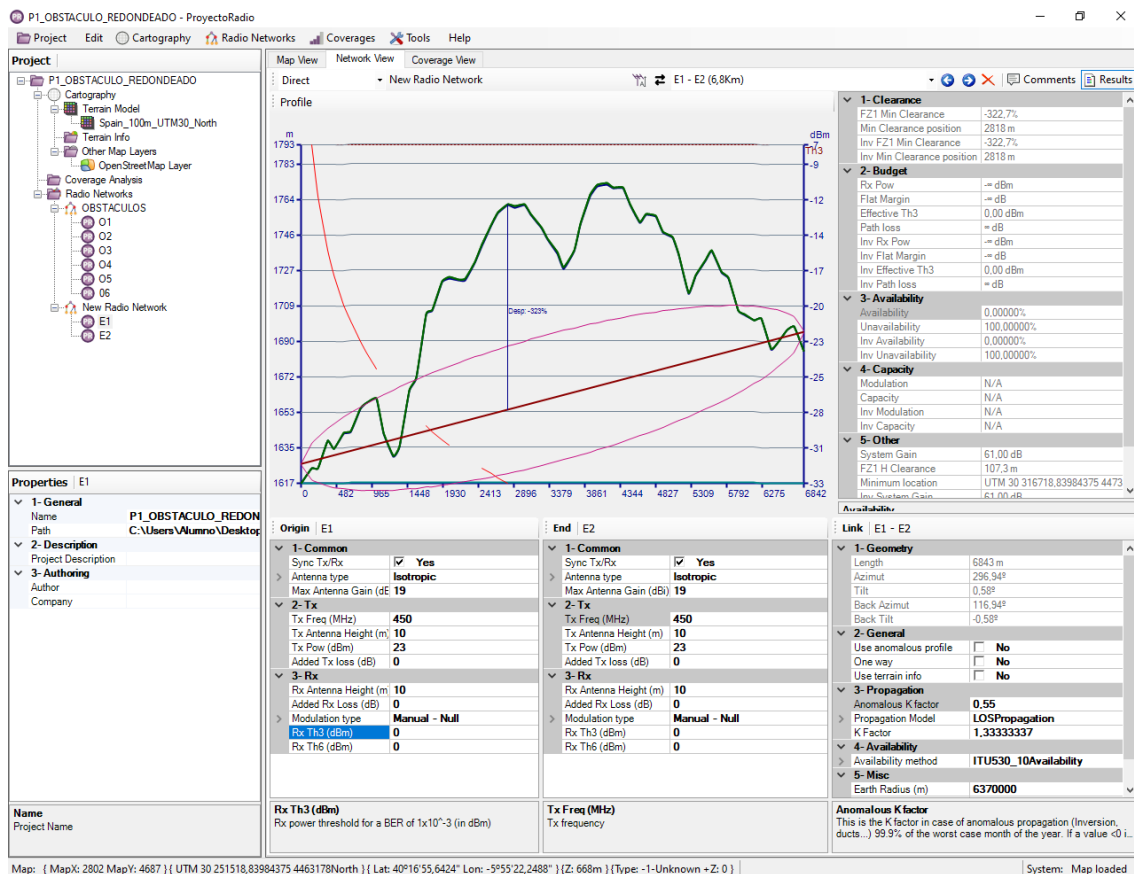 P1_OBSTACULO_REDONDEADO - ProyectoRadio
Project Edit Cartography Radio Networks Coverages Tools Help
Project
P1_OBSTACULO_REDONDEADO
Cartography
Terrain Model
Spain_100m_UTM30_North
Terrain Info
Other Map Layers
OpenStreetMap Layer
Coverage Analysis
Radio Networks
OBSTACULOS
O1
O2
O3
O4
O5
06
New Radio Network
E1
E2
Map View Network View Coverage View
Direct New Radio Network E1 - E2 (6,8Km) Comments Results
Profile
m dBm
Th3
1793
1783
1764
1746
1727
1709
1690
1672
1653
1635
1617
-7
-9
-12
-14
-17
-20
-23
-25
-28
-31
-33
Desp: -323%
0 482 965 1448 1930 2413 2896 3379 3861 4344 4827 5309 5792 6275 6842
1- Clearance
FZ1 Min Clearance -322,7%
Min Clearance position 2818 m
Inv FZ1 Min Clearance -322,7%
Inv Min Clearance position 2818 m
2- Budget
Rx Pow -∞ dBm
Flat Margin -∞ dB
Effective Th3 0,00 dBm
Path loss ∞ dB
Inv Rx Pow -∞ dBm
Inv Flat Margin -∞ dB
Inv Effective Th3 0,00 dBm
Inv Path loss ∞ dB
3- Availability
Availability 0,00000%
Unavailability 100,00000%
Inv Availability 0,00000%
Inv Unavailability 100,00000%
4- Capacity
Modulation N/A
Capacity N/A
Inv Modulation N/A
Inv Capacity N/A
5- Other
System Gain 61,00 dB
FZ1 H Clearance 107,3 m
Minimum location UTM 30 316718,83984375 4473
Inv System Gain 61,00 dB
Availability
Properties E1
1- General
Name P1_OBSTACULO_REDON
Path C:\Users\Alumno\Desktop
2- Description
Project Description
3- Authoring
Author
Company
Name
Project Name
Origin E1
1- Common
Sync Tx/Rx Yes
Antenna type Isotropic
Max Antenna Gain (dE 19
2- Tx
Tx Freq (MHz) 450
Tx Antenna Height (m) 10
Tx Pow (dBm) 23
Added Tx loss (dB) 0
3- Rx
Rx Antenna Height (m 10
Added Rx Loss (dB) 0
Modulation type Manual - Null
Rx Th3 (dBm) 0
Rx Th6 (dBm) 0
Rx Th3 (dBm)
Rx power threshold for a BER of 1x10^-3 (in dBm)
End E2
1- Common
Sync Tx/Rx Yes
Antenna type Isotropic
Max Antenna Gain (dBi) 19
2- Tx
Tx Freq (MHz) 450
Tx Antenna Height (m) 10
Tx Pow (dBm) 23
Added Tx loss (dB) 0
3- Rx
Rx Antenna Height (m) 10
Added Rx Loss (dB) 0
Modulation type Manual - Null
Rx Th3 (dBm) 0
Rx Th6 (dBm) 0
Tx Freq (MHz)
Tx frequency
Link E1 - E2
1- Geometry
Length 6843 m
Azimut 296,94º
Tilt 0,58º
Back Azimut 116,94º
Back Tilt -0,58º
2- General
Use anomalous profile No
One way No
Use terrain info No
3- Propagation
Anomalous K factor 0,55
Propagation Model LOSPropagation
K Factor 1,33333337
4- Availability
Availability method ITU530_10Availability
5- Misc
Earth Radius (m) 6370000
Anomalous K factor
This is the K factor in case of anomalous propagation (Inversion,
ducts...) 99.9% of the worst case month of the year. If a value <0 i...
Map: { MapX: 2802 MapY: 4687 } { UTM 30 251518,83984375 4463178North } { Lat: 40º16'55,6424" Lon: -5º55'22,2488" } {Z: 668m } {Type: -1-Unknown +Z: 0 } System: Map loaded